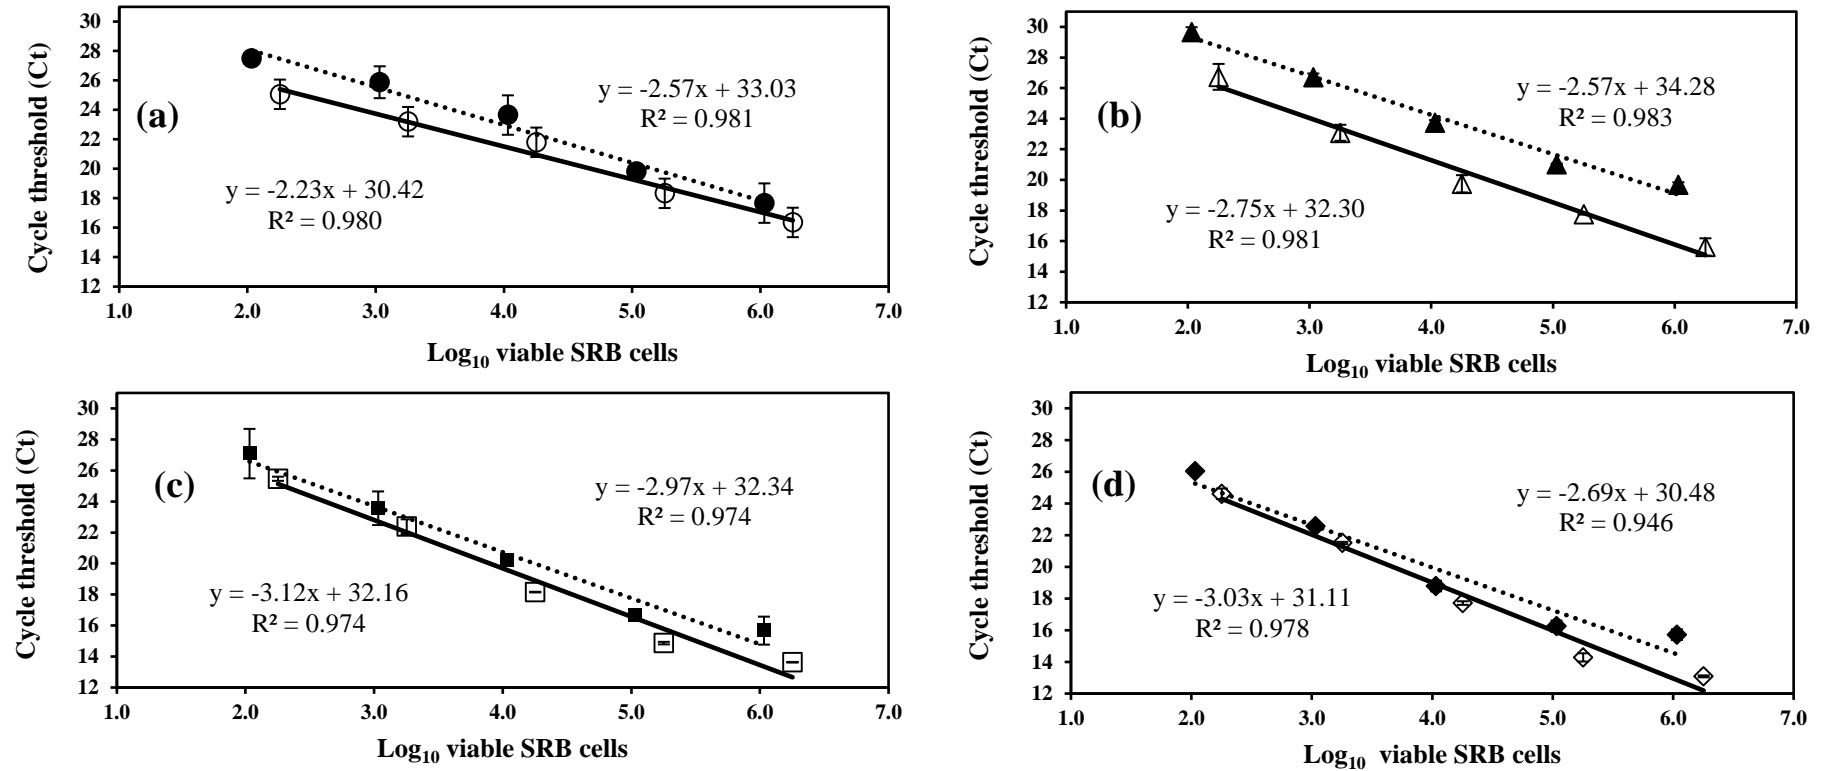 30
28
26
24
22
20
18
16
14
12
Cycle threshold (Ct)
(a)
y = -2.57x + 33.03
R² = 0.981
y = -2.23x + 30.42
R² = 0.980
1.0 2.0 3.0 4.0 5.0 6.0 7.0
Log10 viable SRB cells
30
28
26
24
22
20
18
16
14
12
Cycle threshold (Ct)
(b)
y = -2.57x + 34.28
R² = 0.983
y = -2.75x + 32.30
R² = 0.981
1.0 2.0 3.0 4.0 5.0 6.0 7.0
Log10 viable SRB cells
30
28
26
24
22
20
18
16
14
12
Cycle threshold (Ct)
(c)
y = -2.97x + 32.34
R² = 0.974
y = -3.12x + 32.16
R² = 0.974
1.0 2.0 3.0 4.0 5.0 6.0 7.0
Log10 viable SRB cells
30
28
26
24
22
20
18
16
14
12
Cycle threshold (Ct)
(d)
y = -2.69x + 30.48
R² = 0.946
y = -3.03x + 31.11
R² = 0.978
1.0 2.0 3.0 4.0 5.0 6.0 7.0
Log10 viable SRB cells